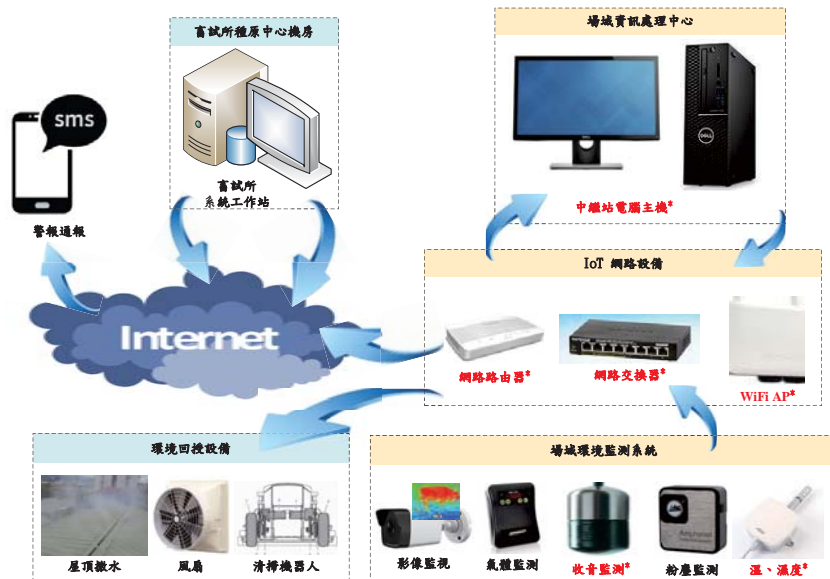 畜試所種原中心機房
場域資訊處理中心
sms
DELL
畜試所
系統工作站
中繼站電腦主機*
警報通報
IoT 網路設備
Internet
網路路由器*
網路交換器*
WiFi AP*
環境回授設備
場域環境監測系統
屋頂撒水
風扇
清掃機器人
影像監視
氣體監測
收音監測*
粉塵監測
溫、濕度*